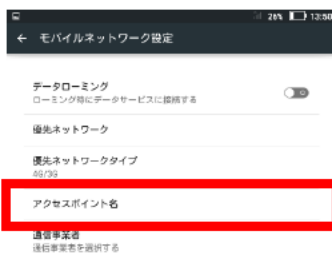 26% 13:50
← モバイルネットワーク設定
データローミング
ローミング時にデータサービスに接続する
優先ネットワーク
優先ネットワークタイプ
4G/3G
アクセスポイント名
通信事業者
通信事業者を選択する